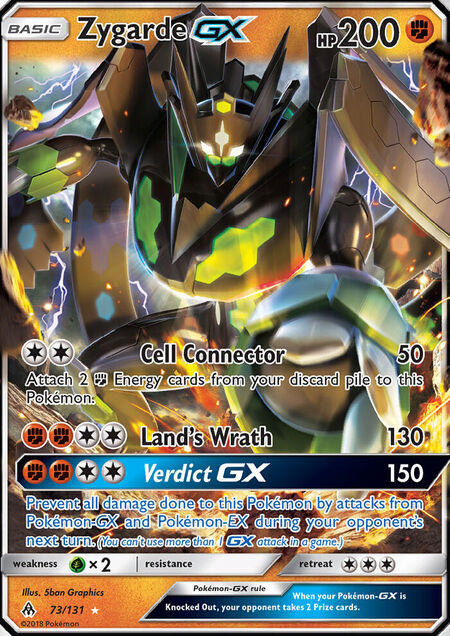 BASIC Zygarde GX HP200
Cell Connector 50
Attach 2 Energy cards from your discard pile to this
Pokémon.
Land's Wrath 130
Verdict GX 150
Prevent all damage done to this Pokémon by attacks from
Pokémon-GX and Pokémon-EX during your opponent's
next turn. (You can't use more than 1 GX attack in a game.)
weakness ×2 resistance retreat
Illus. 5ban Graphics
Pokémon-GX rule
When your Pokémon-GX is
Knocked Out, your opponent takes 2 Prize cards.
73/131
©2018 Pokémon